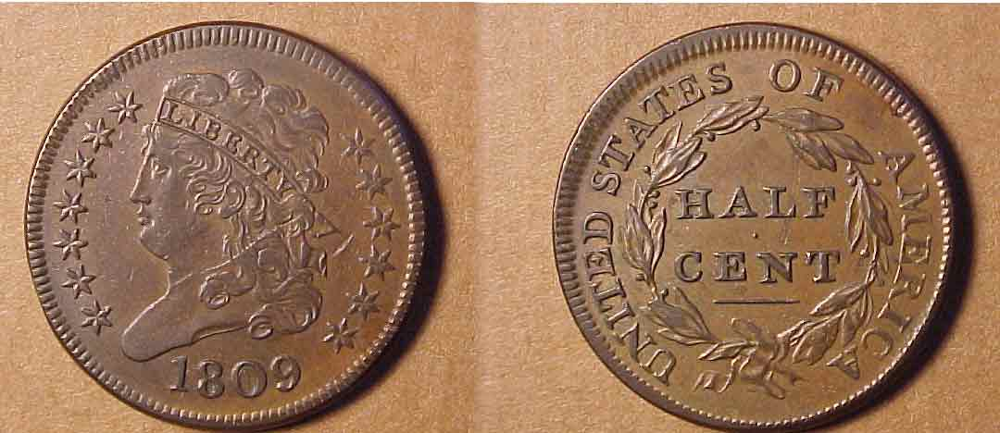 LIBERTY
1809
UNITED STATES OF AMERICA
HALF
CENT